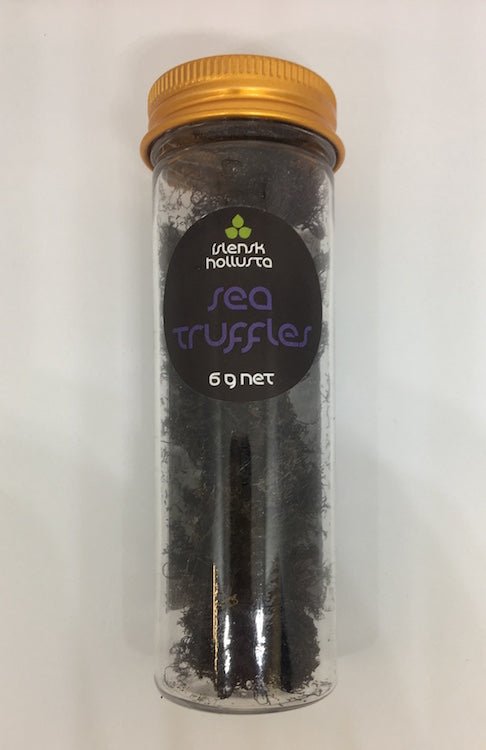 íslensk
hollusta
sea
truffles
6 g net